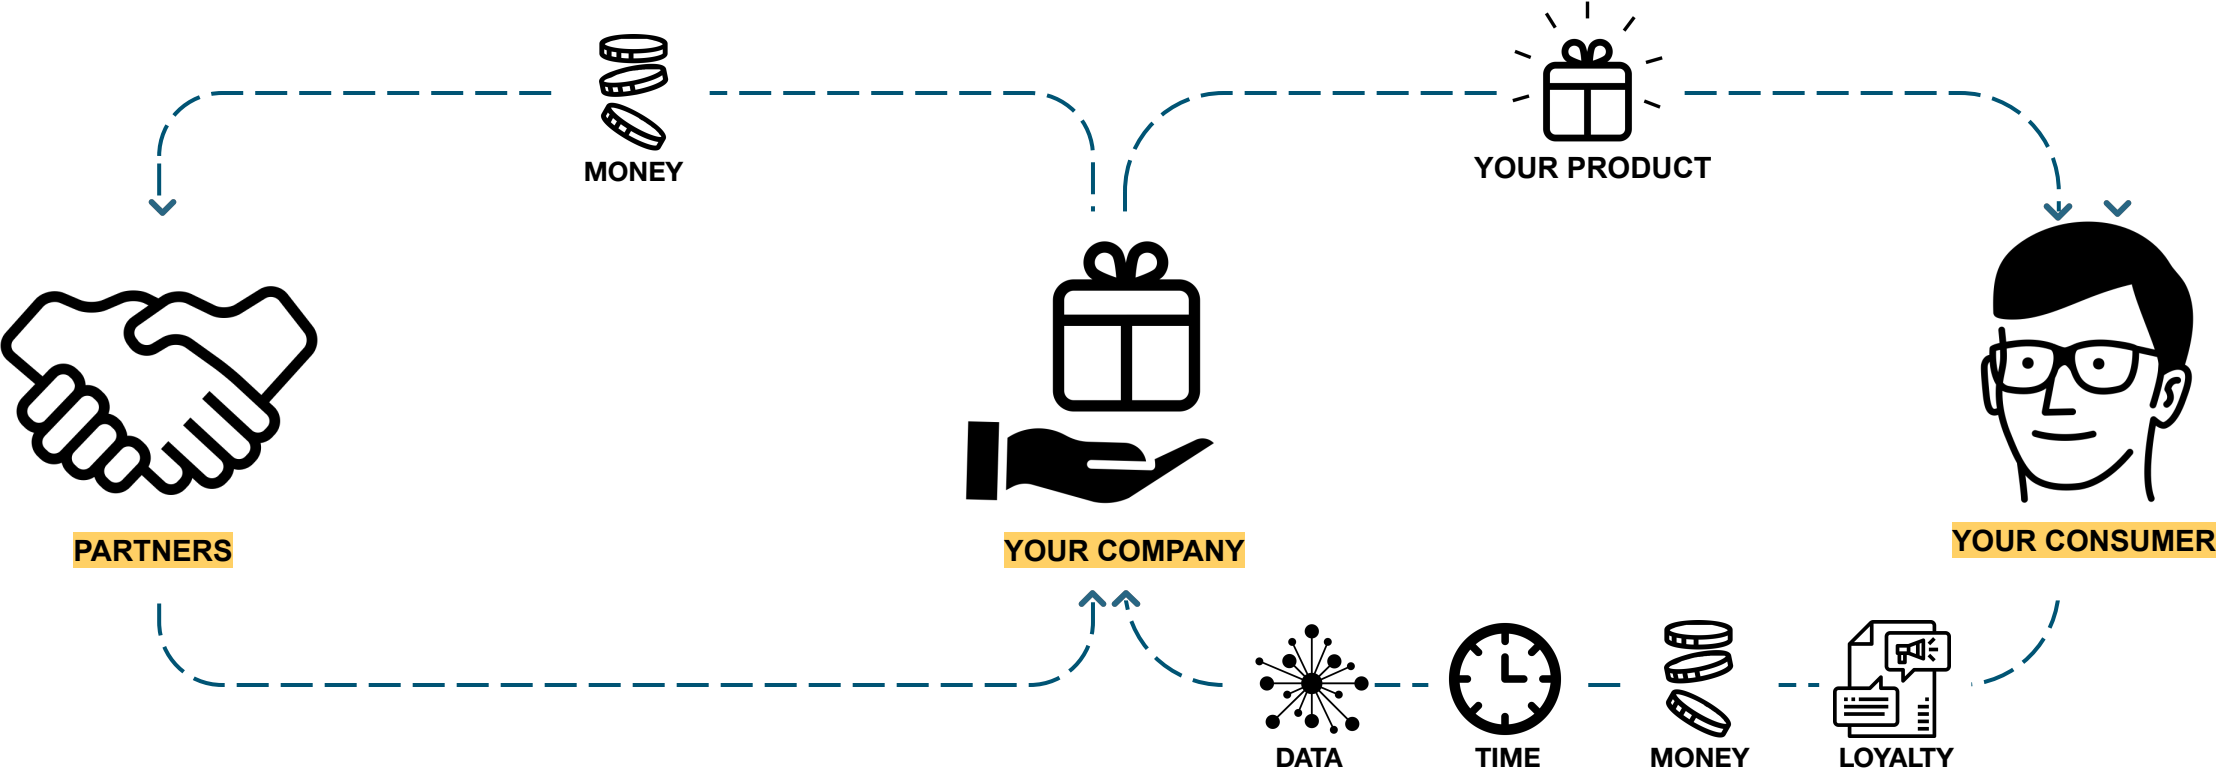 MONEY
YOUR PRODUCT
PARTNERS
YOUR COMPANY
YOUR CONSUMER
DATA
TIME
MONEY
LOYALTY